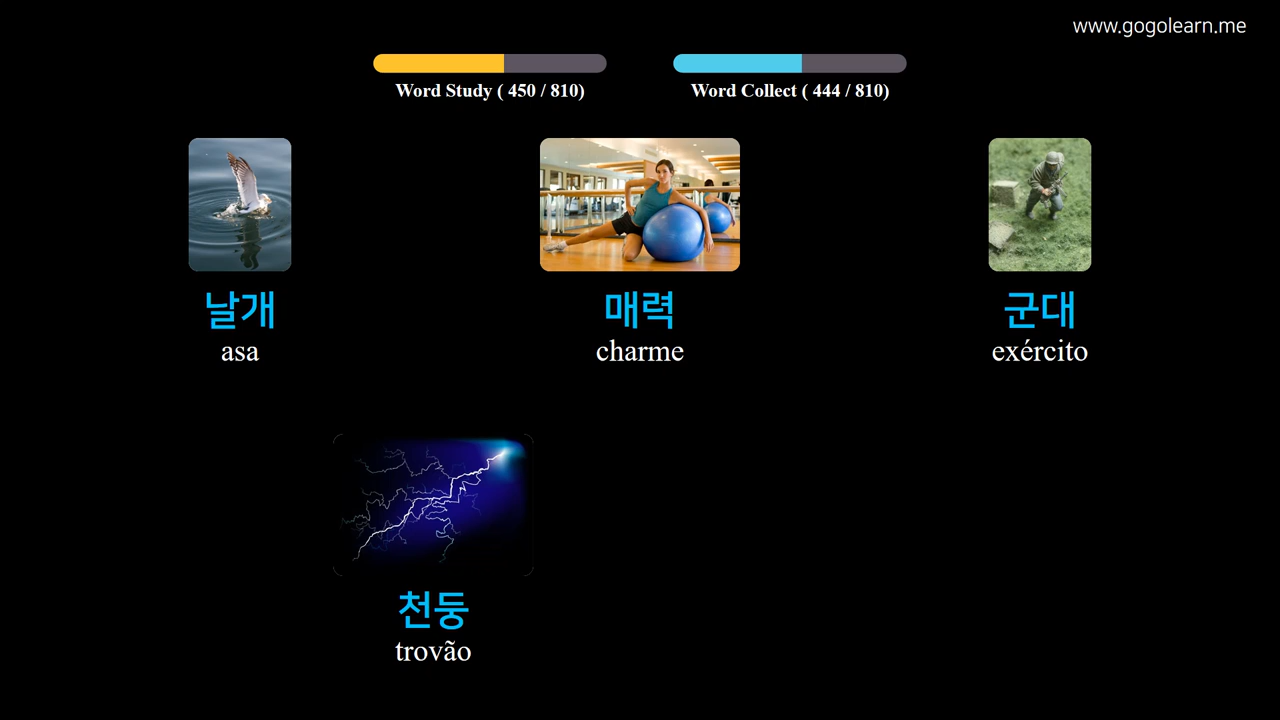 www.gogolearn.me
Word Study ( 450 / 810)
Word Collect ( 444 / 810)
날개
asa
매력
charme
군대
exército
천둥
trovão